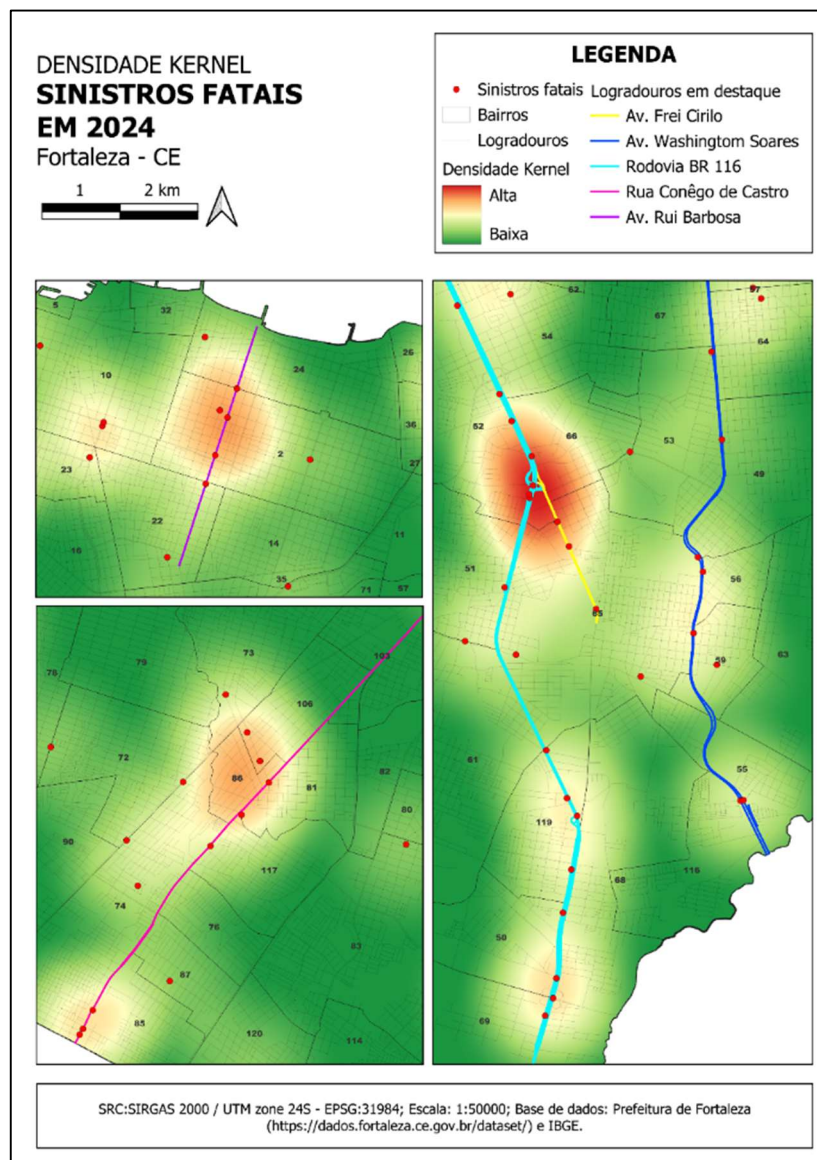 DENSIDADE KERNEL
SINISTROS FATAIS
EM 2024
Fortaleza - CE
1 2 km
LEGENDA
Sinistros fatais
Bairros
Logradouros
Densidade Kernel
Alta
Baixa
Logradouros em destaque
Av. Frei Cirilo
Av. Washingtom Soares
Rodovia BR 116
Rua Conêgo de Castro
Av. Rui Barbosa
5
32
24
26
10
36
2
27
23
22
11
16
14
35
71
57
62
57
67
54
64
52
66
53
49
51
56
65
59
63
61
55
119
68
116
50
69
103
73
79
78
106
72
86
81
82
80
90
117
74
76
83
87
85
120
114
SRC:SIRGAS 2000 / UTM zone 24S - EPSG:31984; Escala: 1:50000; Base de dados: Prefeitura de Fortaleza
(https://dados.fortaleza.ce.gov.br/dataset/) e IBGE.